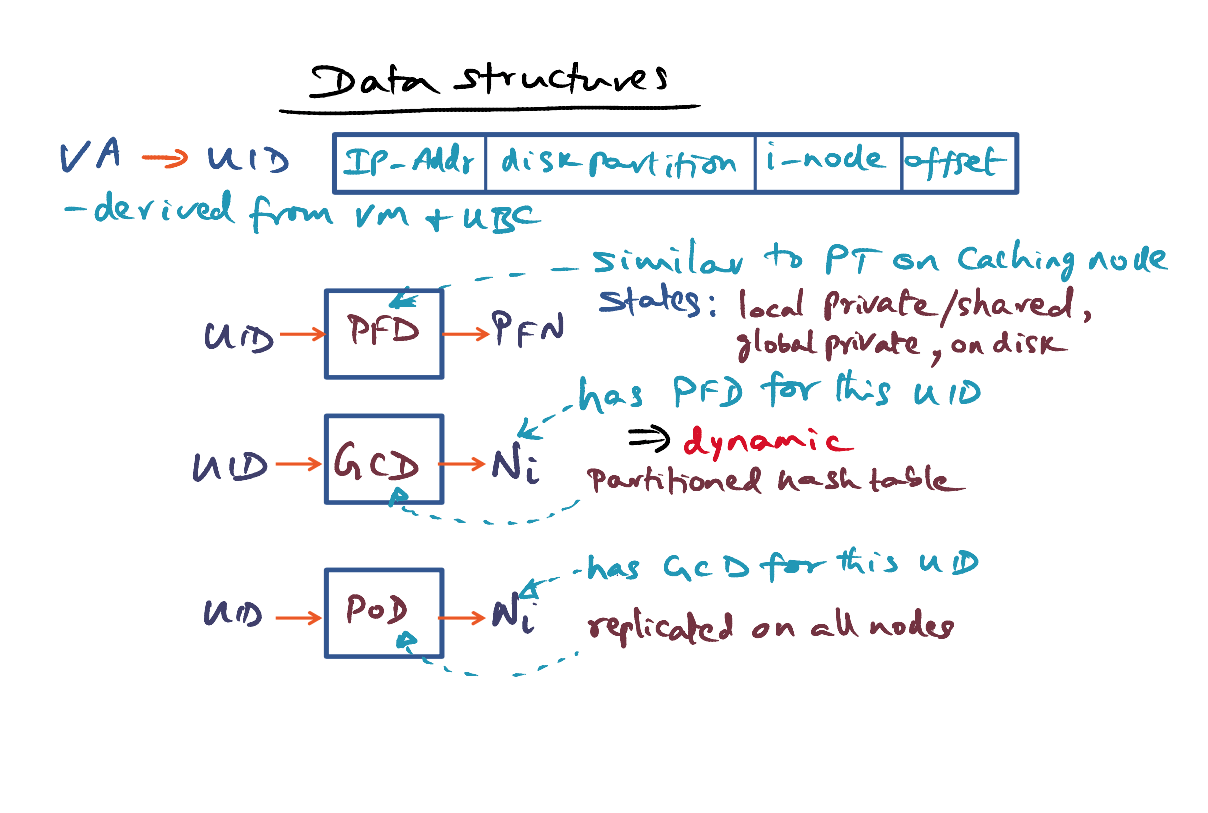 Data structures
VA → UID IP-Addr disk partition i-node offset
- derived from VM + UBC
similar to PT on caching node
States: local private/shared,
UID → PFD → PFN
global private, on disk
has PFD for this UID
⇒ dynamic
UID → GCD → Ni
Partitioned hash table
has GCD for this UID
UID → POD → Ni
replicated on all nodes